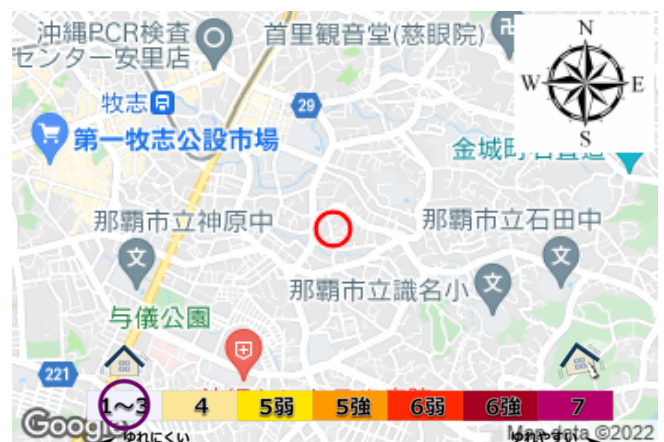 沖縄PCR検査
センター安里店
首里観音堂(慈眼院)
N
W
E
S
牧志
29
第一牧志公設市場
那覇市立神原中
那覇市立石田中
文
文
那覇市立識名小
文
与儀公園
221
1～3
4
5弱
5強
6弱
6強
7
Google
ゆれにくい
ゆれやすい
Map data ©2022